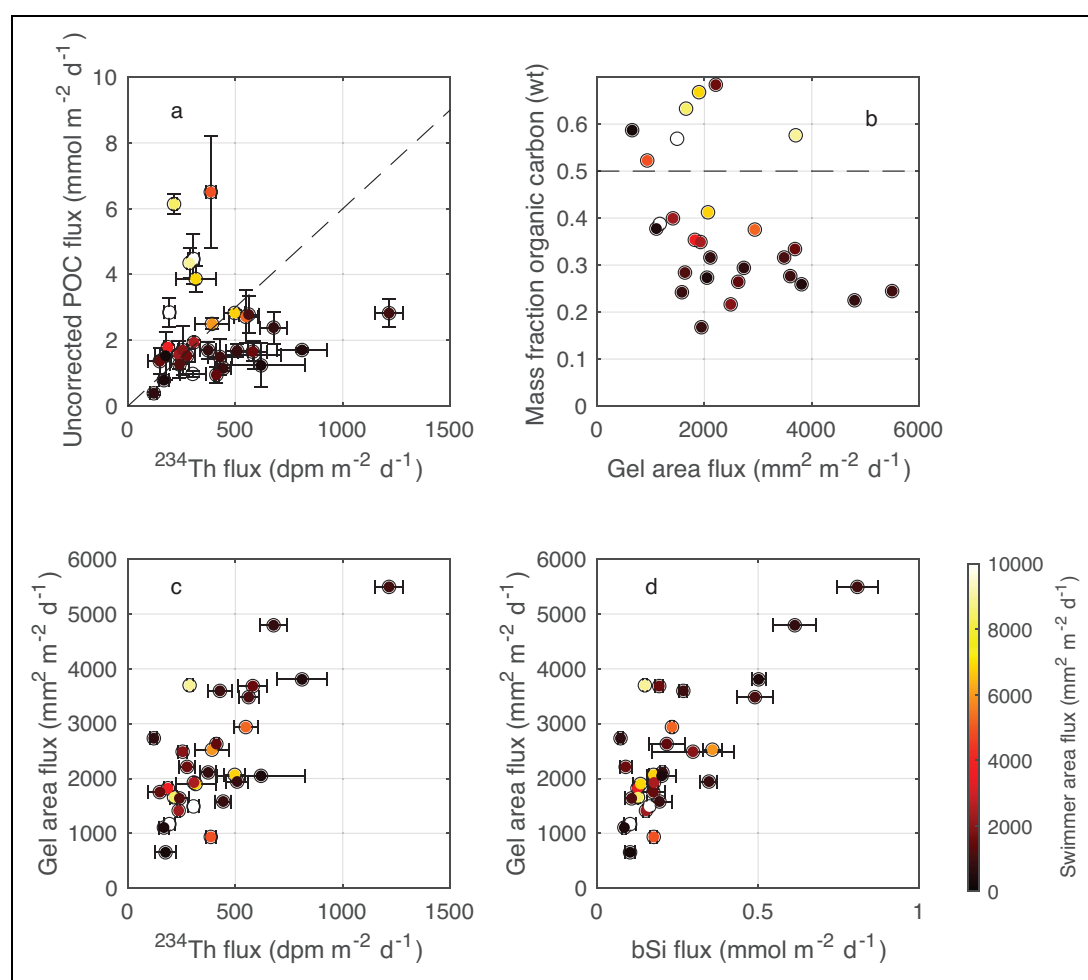 a
Uncorrected POC flux (mmol m⁻² d⁻¹)
10
8
6
4
2
0
0 500 1000 1500
²³⁴Th flux (dpm m⁻² d⁻¹)
b
Mass fraction organic carbon (wt)
0.6
0.5
0.4
0.3
0.2
0.1
0
0 2000 4000 6000
Gel area flux (mm² m⁻² d⁻¹)
c
Gel area flux (mm² m⁻² d⁻¹)
6000
5000
4000
3000
2000
1000
0
0 500 1000 1500
²³⁴Th flux (dpm m⁻² d⁻¹)
d
Gel area flux (mm² m⁻² d⁻¹)
6000
5000
4000
3000
2000
1000
0
0 0.5 1
bSi flux (mmol m⁻² d⁻¹)
10000
8000
6000
4000
2000
0
Swimmer area flux (mm² m⁻² d⁻¹)